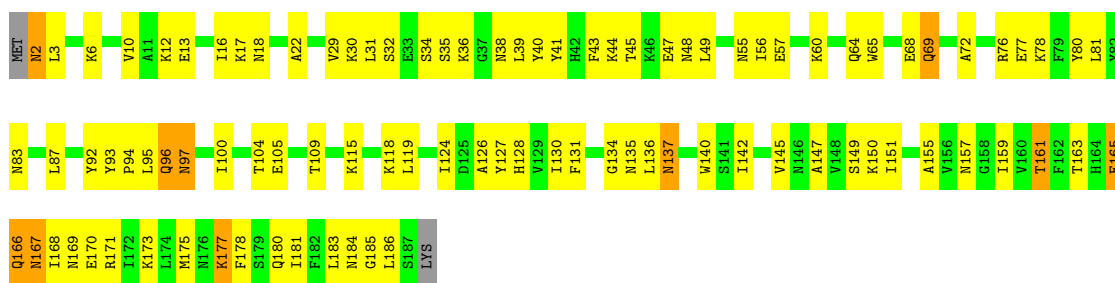 MET N2 L3 K6 V10 A11 K12 E13 I16 K17 N18 A22 V29 K30 L31 S32 E33 S34 S35 K36 G37 N38 L39 Y40 Y41 H42 F43 K44 T45 K46 E47 N48 L49 N55 I56 E57 K60 Q64 W65 E68 Q69 A72 R76 E77 K78 F79 Y80 L81 Y82
N83 L87 Y92 Y93 P94 L95 Q96 N97 I100 T104 E105 T109 K115 K118 L119 I124 D125 A126 Y127 H128 V129 I130 F131 G134 N135 L136 N137 W140 S141 I142 V145 N146 A147 V148 S149 K150 I151 A155 V156 N157 G158 I159 V160 T161 F162 T163 H164 E165
Q166 N167 I168 N169 E170 R171 I172 K173 L174 M175 N176 K177 F178 S179 Q180 I181 F182 L183 N184 G185 L186 S187 LYS